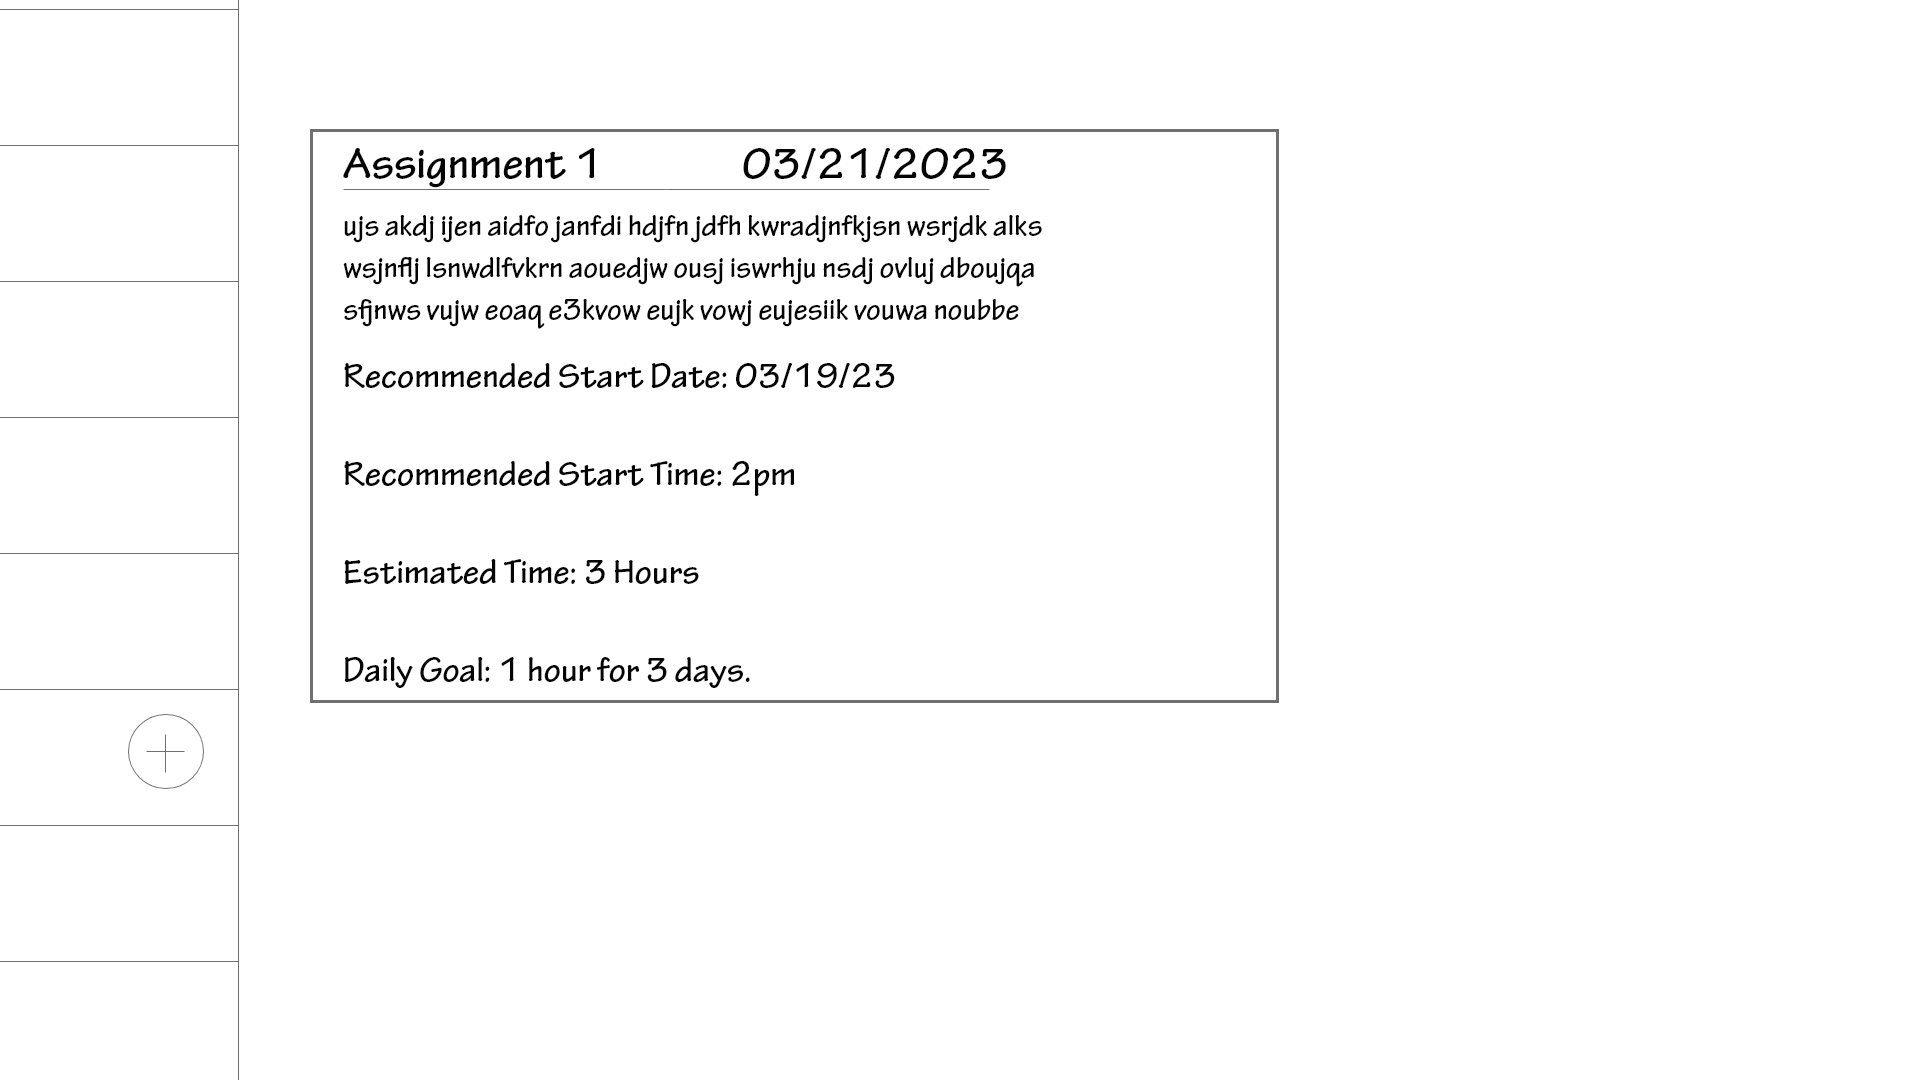 Assignment 1 03/21/2023
ujs akdj ijen aidfo janfdi hdjfn jdfh kwradjnfkjsn wsrjdk alks
wsjnflj lsnwdlfvkrn aouedjw ousj iswrhju nsdj ovluj dboujqa
sfjnws vujw eoaq e3kvow eujk vowj eujesiik vouwa noubbe
Recommended Start Date: 03/19/23
Recommended Start Time: 2pm
Estimated Time: 3 Hours
Daily Goal: 1 hour for 3 days.